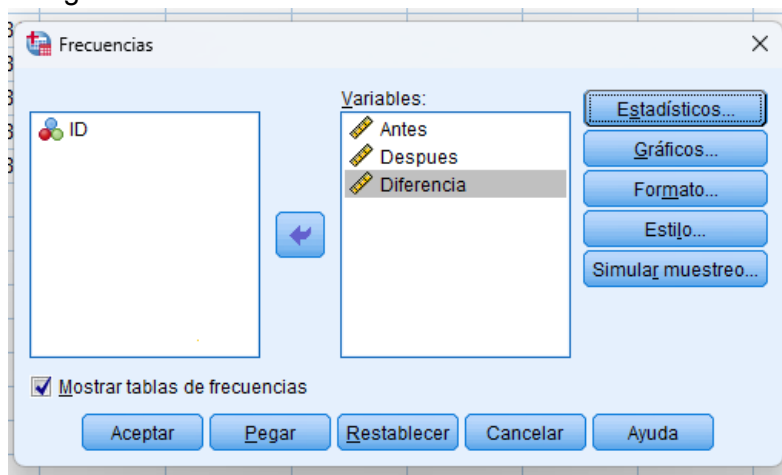 Frecuencias
Variables:
ID
Antes
Despues
Diferencia
Estadísticos...
Gráficos...
Formato...
Estilo...
Simular muestreo...
Mostrar tablas de frecuencias
Aceptar Pegar Restablecer Cancelar Ayuda